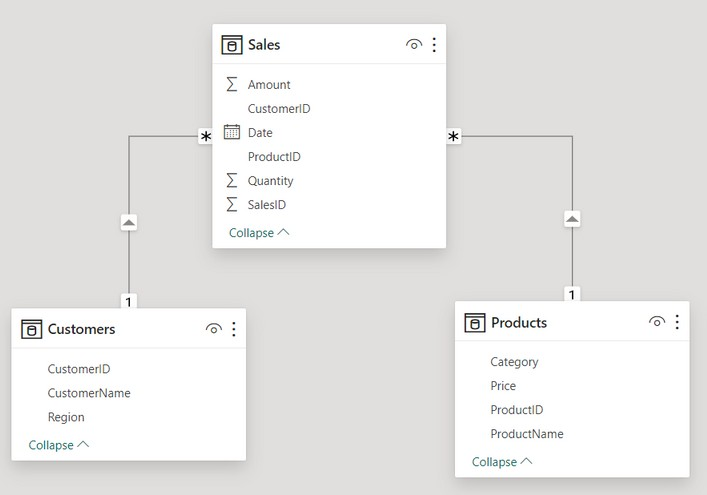 Sales
Amount
CustomerID
Date
ProductID
Quantity
SalesID
Collapse
*
*
1
1
Customers
CustomerID
CustomerName
Region
Collapse
Products
Category
Price
ProductID
ProductName
Collapse